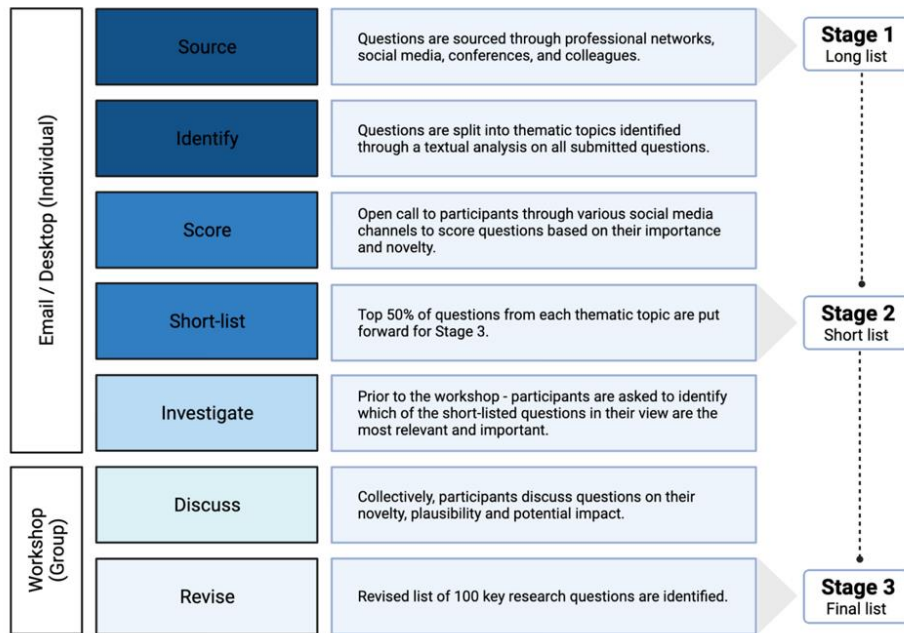 Email / Desktop (Individual)
Source
Questions are sourced through professional networks,
social media, conferences, and colleagues.
Stage 1
Long list
Identify
Questions are split into thematic topics identified
through a textual analysis on all submitted questions.
Score
Open call to participants through various social media
channels to score questions based on their importance
and novelty.
Short-list
Top 50% of questions from each thematic topic are put
forward for Stage 3.
Stage 2
Short list
Investigate
Prior to the workshop - participants are asked to identify
which of the short-listed questions in their view are the
most relevant and important.
Workshop
(Group)
Discuss
Collectively, participants discuss questions on their
novelty, plausibility and potential impact.
Revise
Revised list of 100 key research questions are identified.
Stage 3
Final list